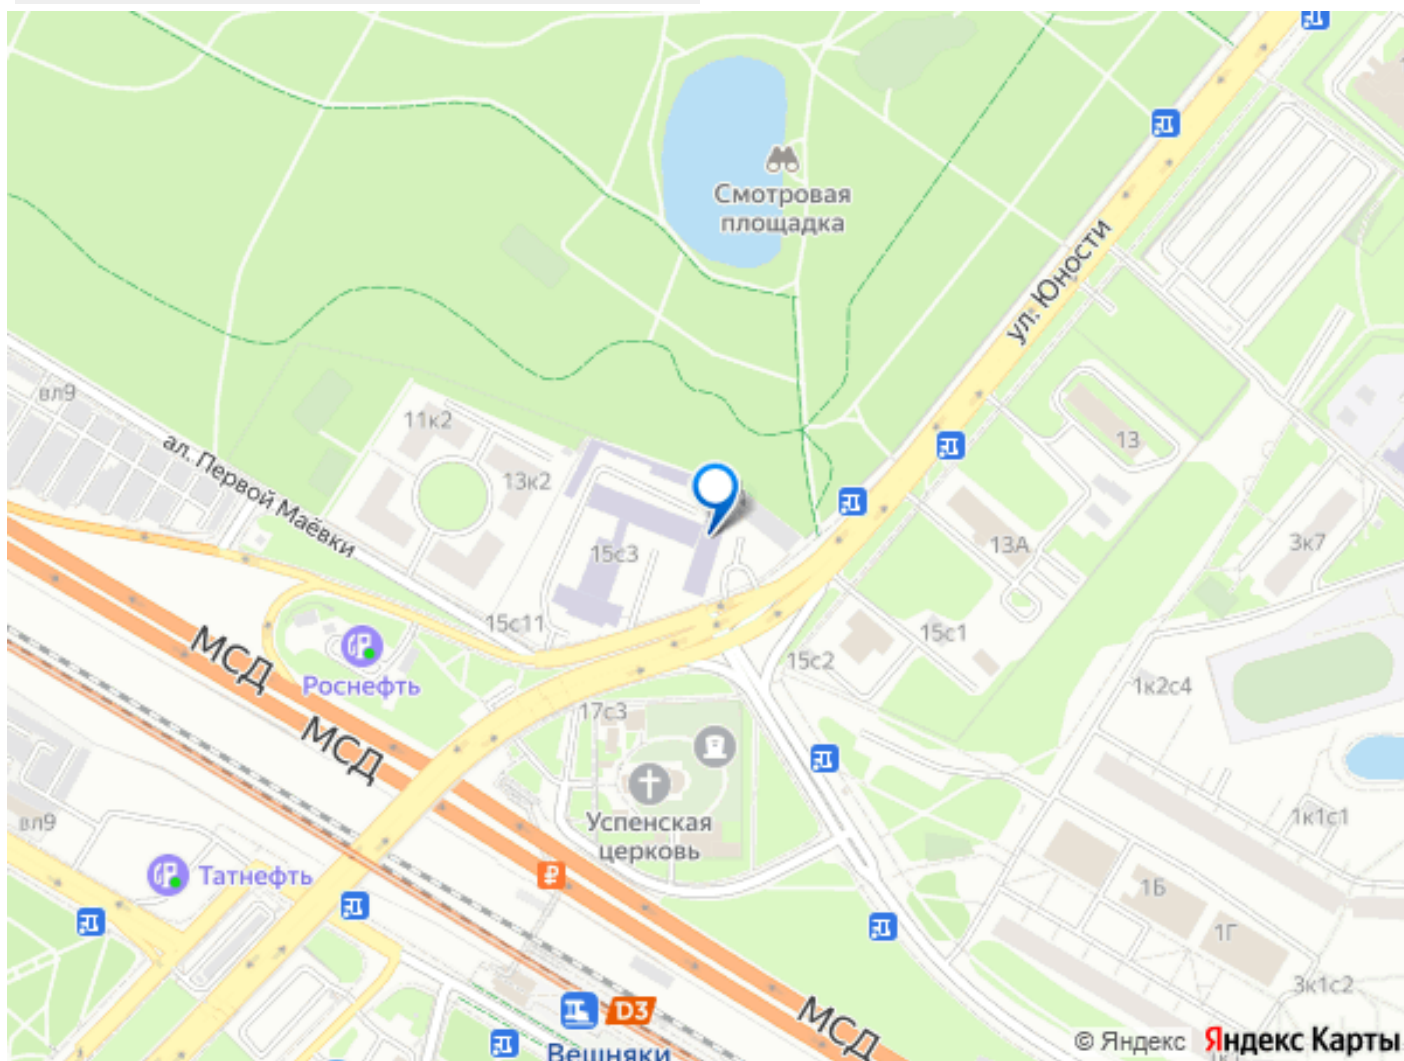 Смотровая
площадка
ул. Юности
вл9
ал. Первой Маёвки
11к2
13к2
13
13А
3к7
15с3
15с11
15с1
15с2
1к2с4
МСД
Роснефть
МСД
17с3
Успенская
церковь
1к1с1
вл9
Татнефть
₽
1Б
1Г
3к1с2
D3
Вешняки
МСД
© Яндекс Яндекс Карты